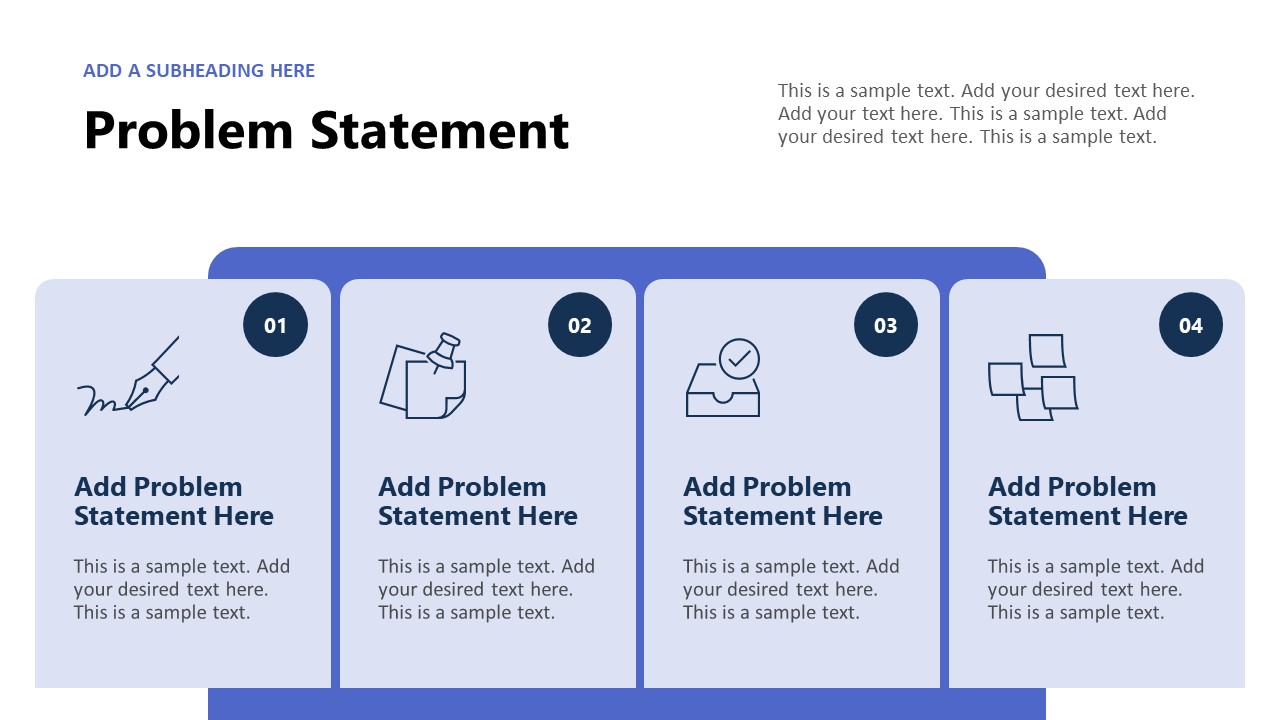 ADD A SUBHEADING HERE
Problem Statement
This is a sample text. Add your desired text here.
Add your text here. This is a sample text. Add
your desired text here. This is a sample text.
01
Add Problem
Statement Here
This is a sample text. Add
your desired text here.
This is a sample text.
02
Add Problem
Statement Here
This is a sample text. Add
your desired text here.
This is a sample text.
03
Add Problem
Statement Here
This is a sample text. Add
your desired text here.
This is a sample text.
04
Add Problem
Statement Here
This is a sample text. Add
your desired text here.
This is a sample text.